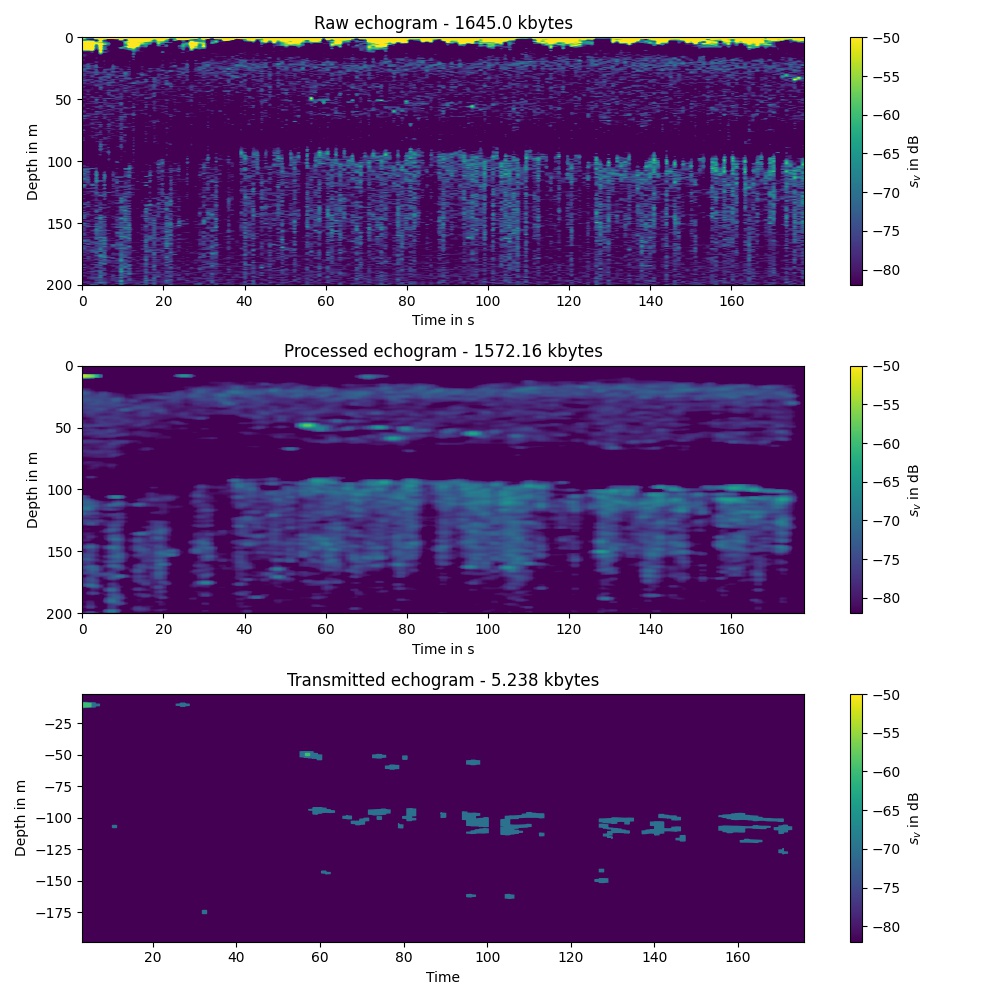 Raw echogram - 1645.0 kbytes
0
50
100
150
200
Depth in m
0 20 40 60 80 100 120 140 160
Time in s
−50
−55
−60
−65
−70
−75
−80
sv in dB
Processed echogram - 1572.16 kbytes
0
50
100
150
200
Depth in m
0 20 40 60 80 100 120 140 160
Time in s
−50
−55
−60
−65
−70
−75
−80
sv in dB
Transmitted echogram - 5.238 kbytes
−25
−50
−75
−100
−125
−150
−175
Depth in m
20 40 60 80 100 120 140 160
Time
−50
−55
−60
−65
−70
−75
−80
sv in dB